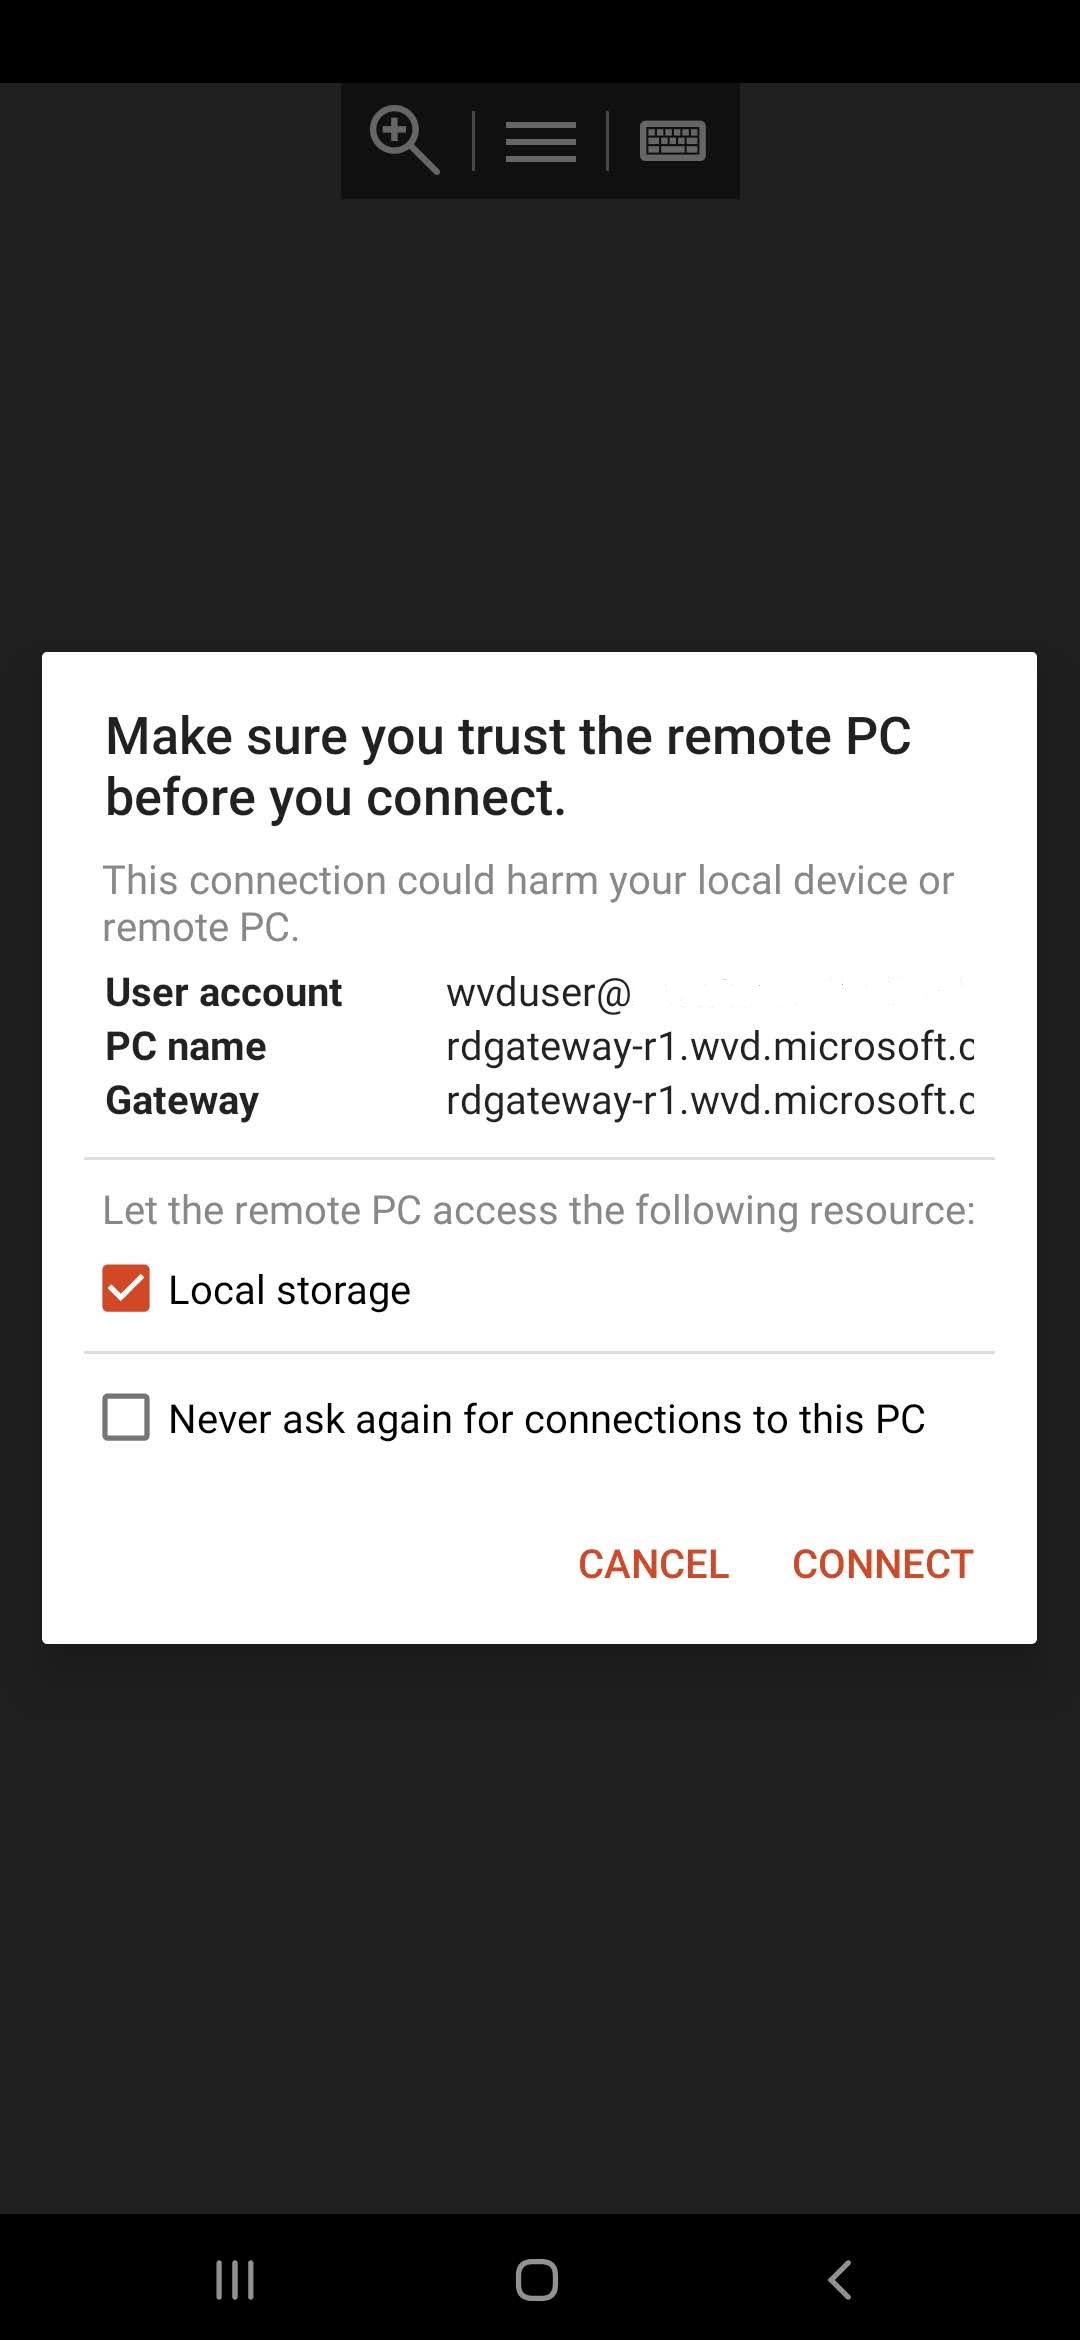 Make sure you trust the remote PC
before you connect.
This connection could harm your local device or
remote PC.
User account wvduser@
PC name rdgateway-r1.wvd.microsoft.c
Gateway rdgateway-r1.wvd.microsoft.c
Let the remote PC access the following resource:
Local storage
Never ask again for connections to this PC
CANCEL CONNECT